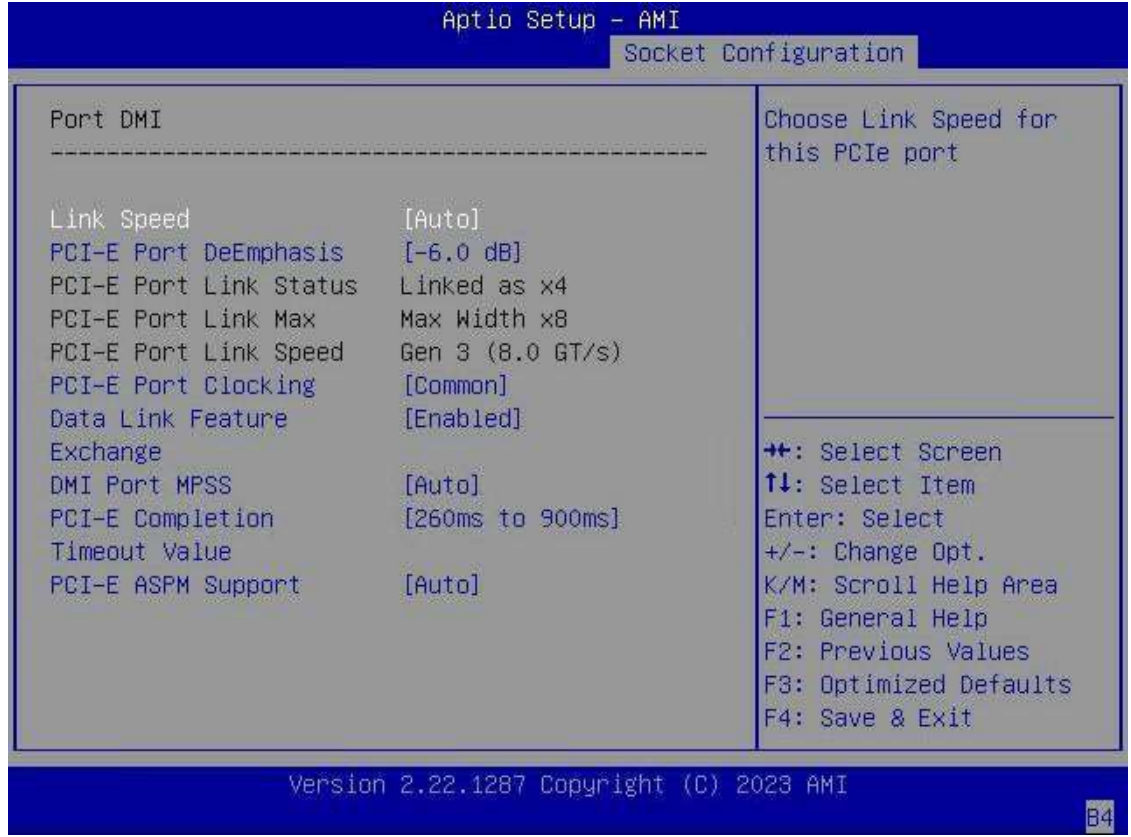 Aptio Setup – AMI
Socket Configuration
Port DMI
------------------------------------------------
Link Speed [Auto]
PCI-E Port DeEmphasis [-6.0 dB]
PCI-E Port Link Status Linked as x4
PCI-E Port Link Max Max Width x8
PCI-E Port Link Speed Gen 3 (8.0 GT/s)
PCI-E Port Clocking [Common]
Data Link Feature [Enabled]
Exchange
DMI Port MPSS [Auto]
PCI-E Completion [260ms to 900ms]
Timeout Value
PCI-E ASPM Support [Auto]
Choose Link Speed for
this PCIe port
→←: Select Screen
↑↓: Select Item
Enter: Select
+/-: Change Opt.
K/M: Scroll Help Area
F1: General Help
F2: Previous Values
F3: Optimized Defaults
F4: Save & Exit
Version 2.22.1287 Copyright (C) 2023 AMI
B4